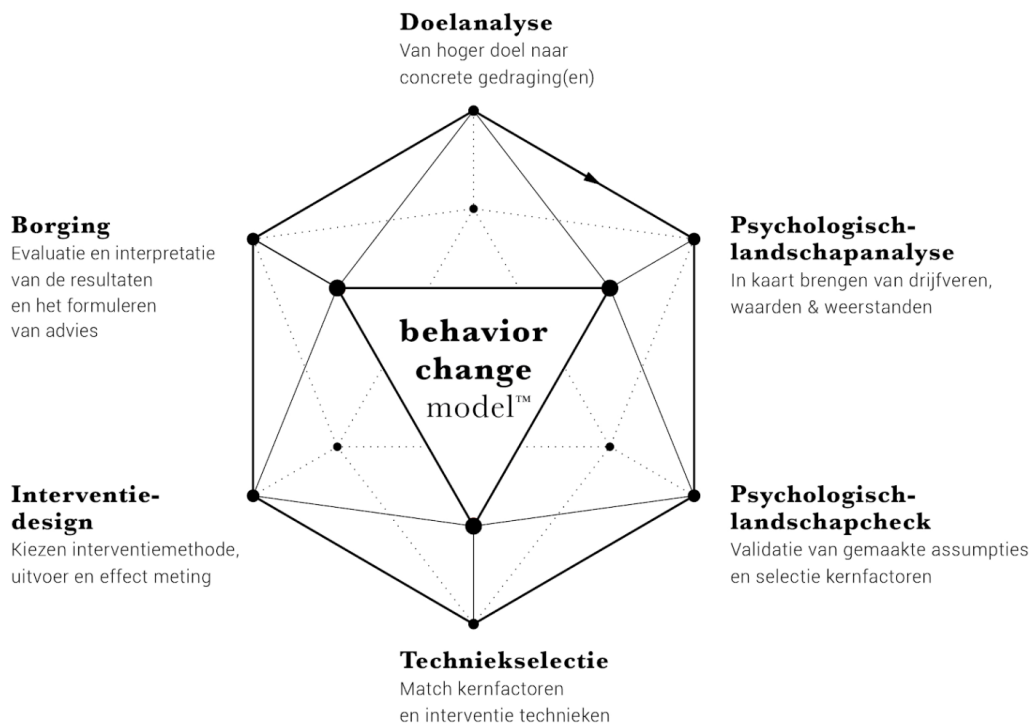 Doelanalyse
Van hoger doel naar
concrete gedraging(en)
Borging
Evaluatie en interpretatie
van de resultaten
en het formuleren
van advies
Psychologisch-
landschapanalyse
In kaart brengen van drijfveren,
waarden & weerstanden
behavior
change
model™
Interventie-
design
Kiezen interventiemethode,
uitvoer en effect meting
Psychologisch-
landschapcheck
Validatie van gemaakte assumpties
en selectie kernfactoren
Techniekselectie
Match kernfactoren
en interventie technieken